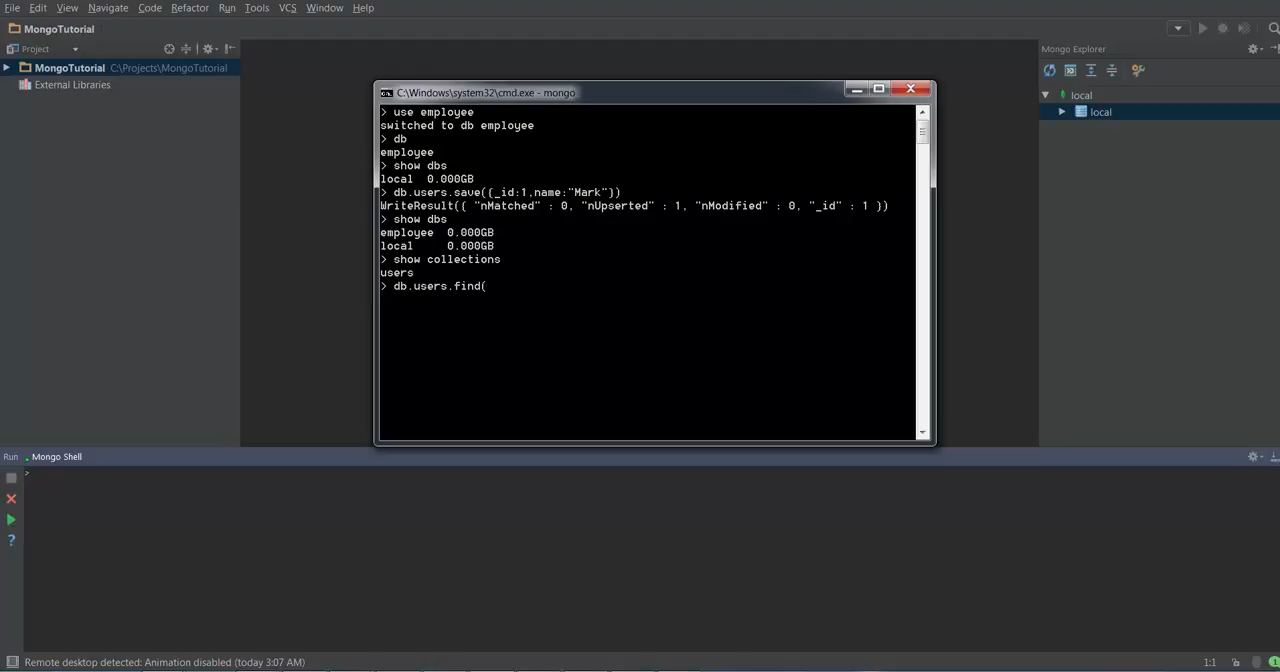 File Edit View Navigate Code Refactor Run Tools VCS Window Help
MongoTutorial
Project
MongoTutorial C:\Projects\MongoTutorial
External Libraries
C:\Windows\system32\cmd.exe - mongo
> use employee
switched to db employee
> db
employee
> show dbs
local 0.000GB
> db.users.save({_id:1,name:"Mark"})
WriteResult({ "nMatched" : 0, "nUpserted" : 1, "nModified" : 0, "_id" : 1 })
> show dbs
employee 0.000GB
local 0.000GB
> show collections
users
> db.users.find(
Mongo Explorer
local
local
Run Mongo Shell
>
Remote desktop detected: Animation disabled (today 3:07 AM)
1:1